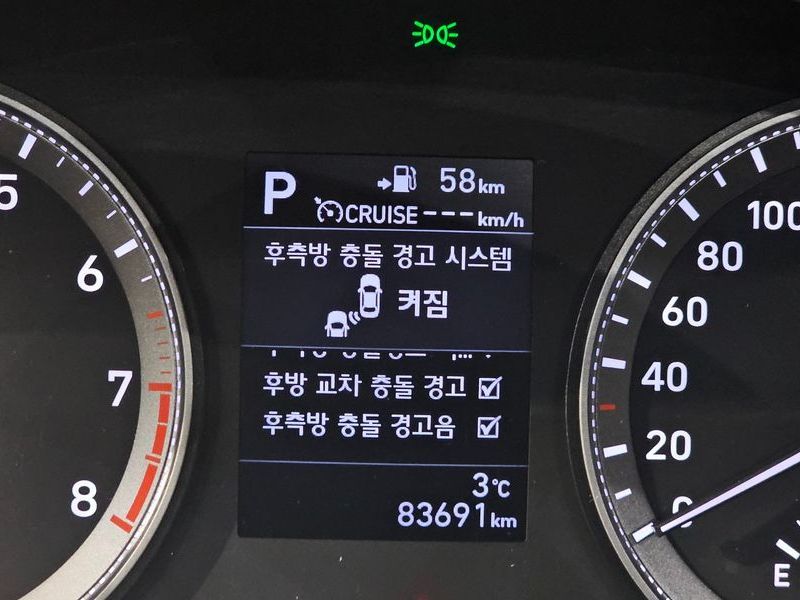 P 58km
CRUISE---km/h
후측방 충돌 경고 시스템
켜짐
후방 교차 충돌 경고
후측방 충돌 경고음
3℃
83691km
5
6
7
8
100
80
60
40
20
0
E